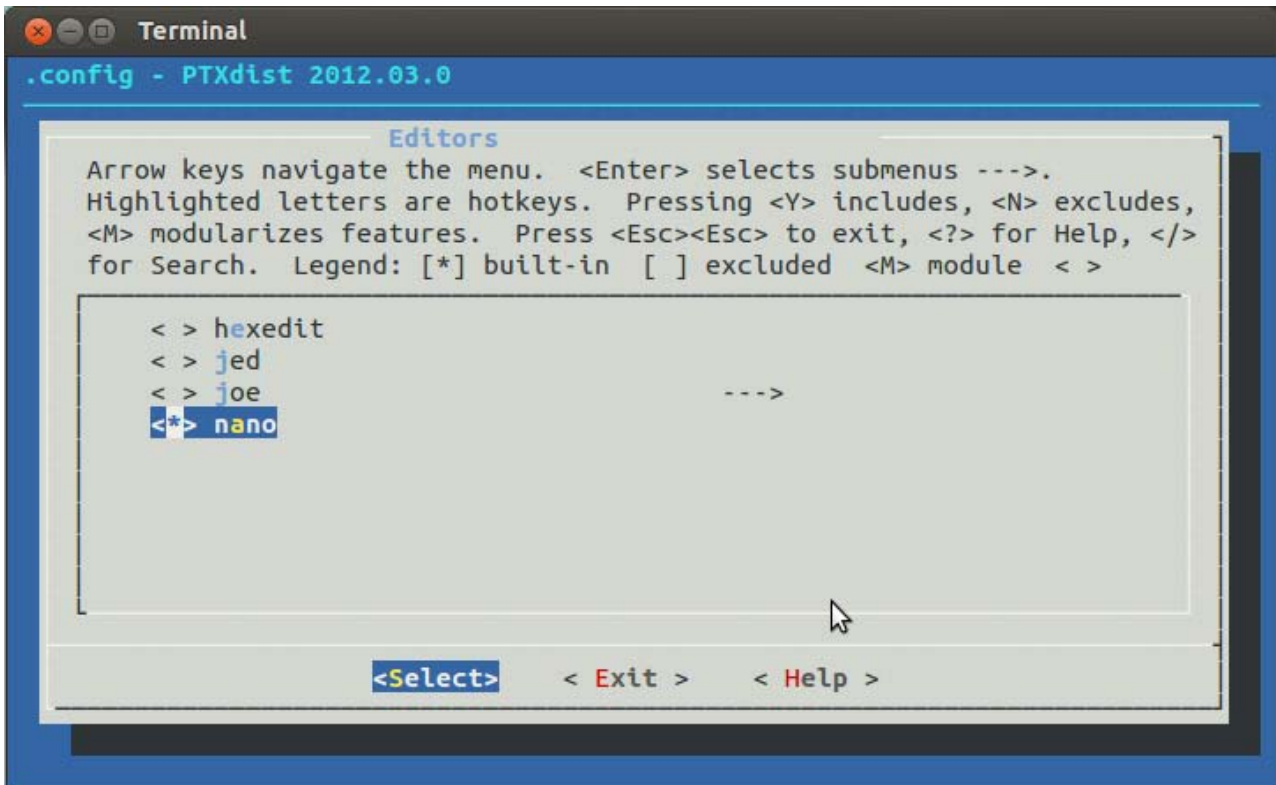 Terminal
.config - PTXdist 2012.03.0
Editors
Arrow keys navigate the menu.  <Enter> selects submenus --->.
Highlighted letters are hotkeys.  Pressing <Y> includes, <N> excludes,
<M> modularizes features.  Press <Esc><Esc> to exit, <?> for Help, </>
for Search.  Legend: [*] built-in  [ ] excluded  <M> module  < >
< > hexedit
< > jed
< > joe --->
<*> nano
<Select> < Exit > < Help >